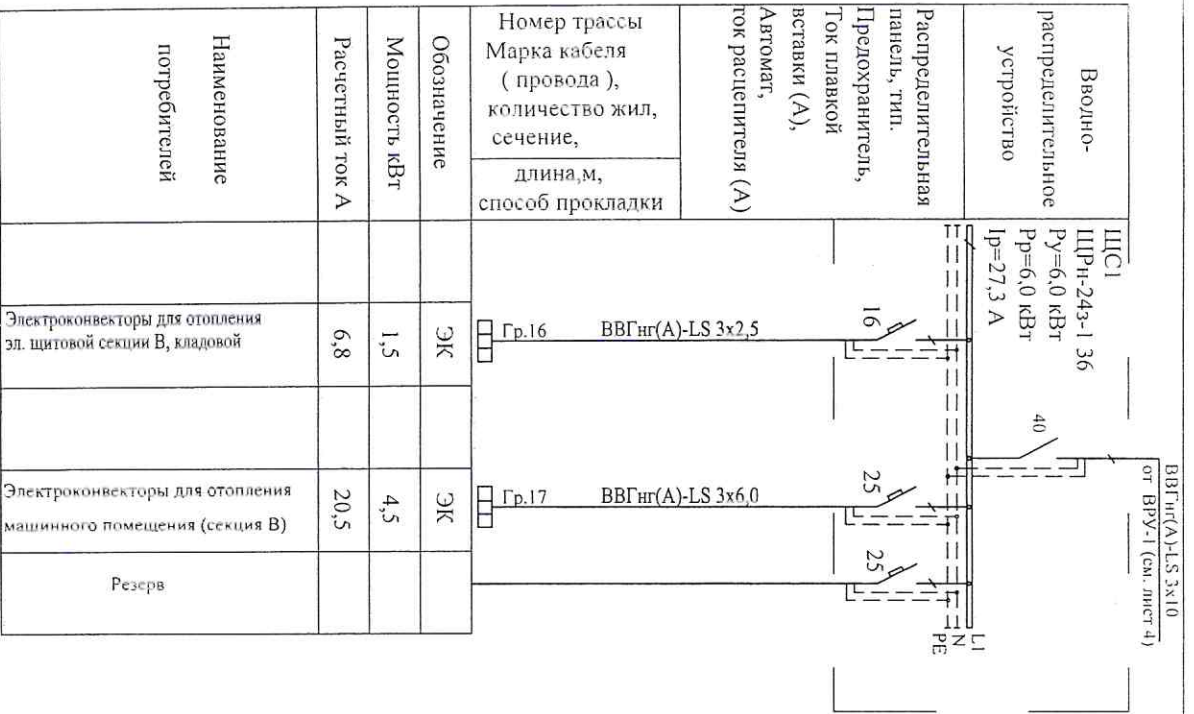 Вводно-
распределительное
устройство
Распределительная
панель, тип.
Предохранитель,
Ток плавкой
вставки (А),
Автомат,
ток расцепителя (А)
Номер трассы
Марка кабеля
( провода ),
количество жил,
сечение,
длина,м,
способ прокладки
Обозначение
Мощность кВт
Расчетный ток А
Наименование
потребителей
ЩС1
ЩРн-24з-1 36
Ру=6,0 кВт
Рр=6,0 кВт
Iр=27,3 А
ВВГнг(А)-LS 3х10
от ВРУ-1 (см. лист 4)
40
L1
N
PE
16
Гр.16
ВВГнг(А)-LS 3х2,5
ЭК
1,5
6,8
Электроконвекторы для отопления
эл. щитовой секции В, кладовой
25
Гр.17
ВВГнг(А)-LS 3х6,0
ЭК
4,5
20,5
Электроконвекторы для отопления
машинного помещения (секция В)
25
Резерв